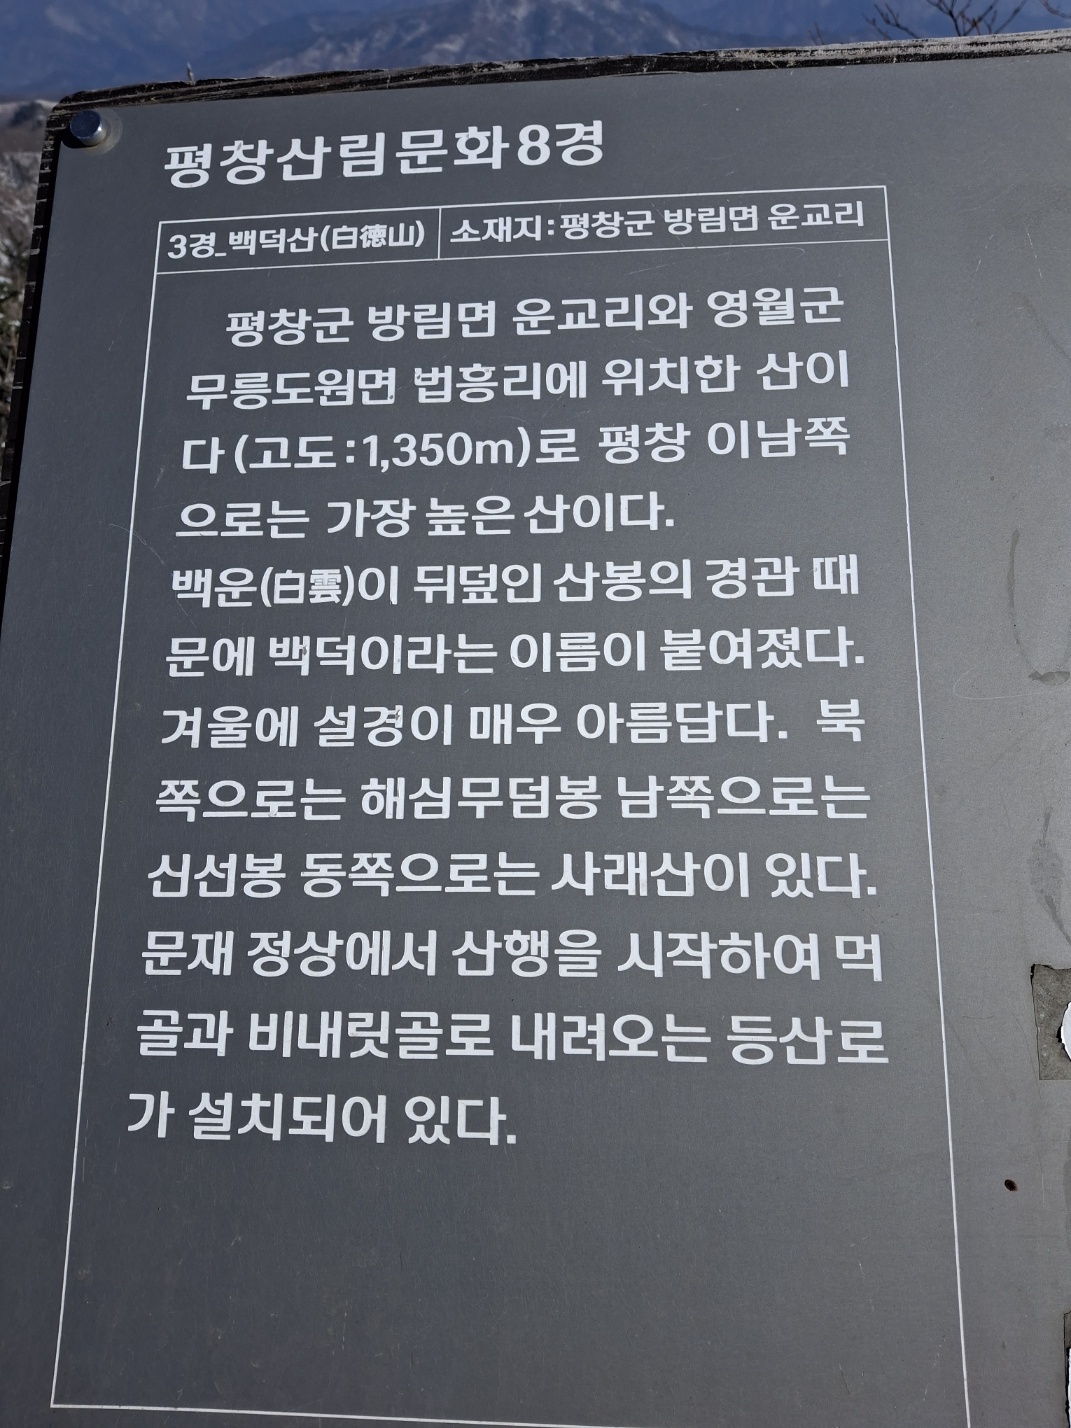 평창산림문화8경
3경_백덕산(白德山) 소재지:평창군 방림면 운교리
평창군 방림면 운교리와 영월군
무릉도원면 법흥리에 위치한 산이
다(고도:1,350m)로 평창 이남쪽
으로는 가장 높은 산이다.
백운(白雲)이 뒤덮인 산봉의 경관 때
문에 백덕이라는 이름이 붙여졌다.
겨울에 설경이 매우 아름답다. 북
쪽으로는 해심무덤봉 남쪽으로는
신선봉 동쪽으로는 사래산이 있다.
문재 정상에서 산행을 시작하여 먹
골과 비내릿골로 내려오는 등산로
가 설치되어 있다.